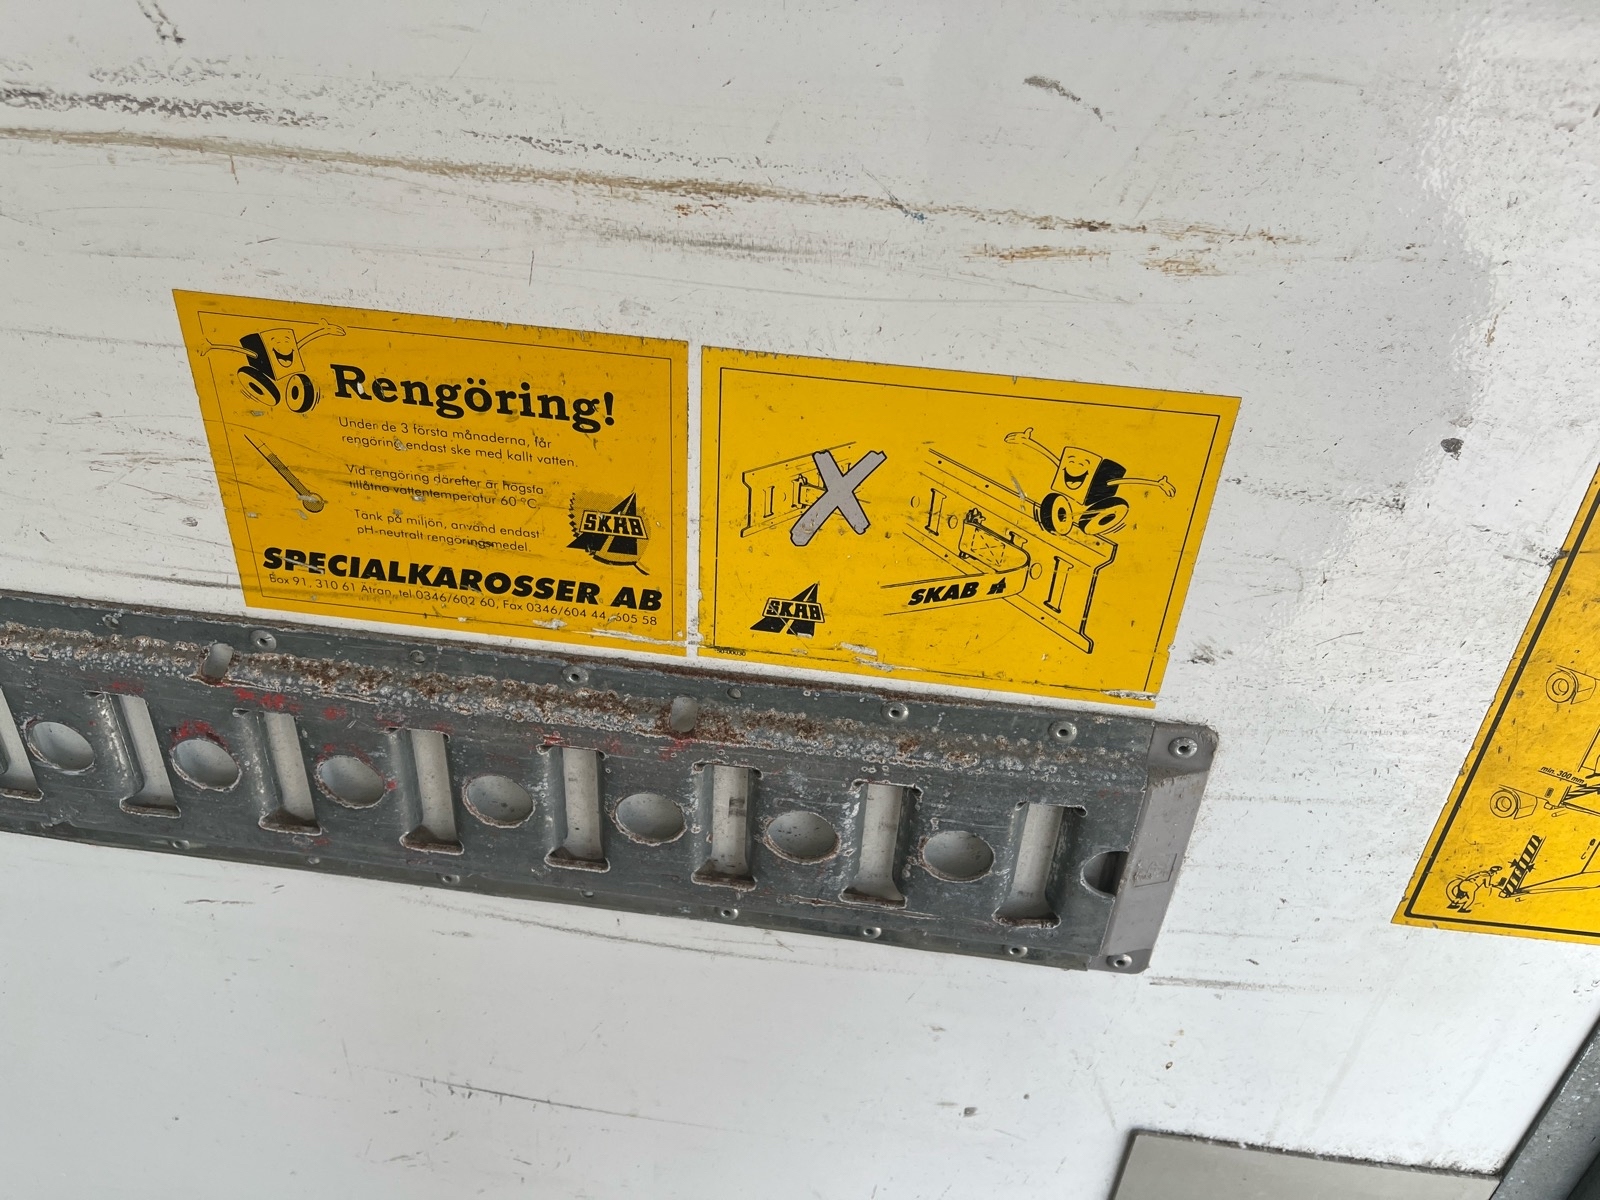 Rengöring!
Under de 3 första månaderna, får
rengöring endast ske med kallt vatten.
Vid rengöring därefter är högsta
tillåtna vattentemperatur 60 °C.
Tänk på miljön, använd endast
pH-neutralt rengöringsmedel.
SKAB
SPECIALKAROSSER AB
Box 91, 310 61 Ätran, tel 0346/602 60, Fax 0346/604 44, 605 58
SKAB
SKAB
min. 300 mm